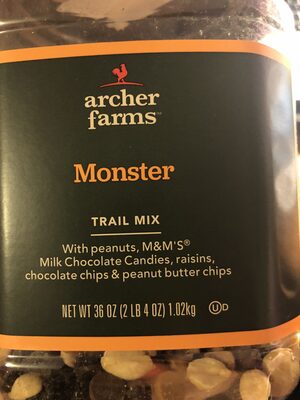 archer
farms
Monster
TRAIL MIX
With peanuts, M&M'S®
Milk Chocolate Candies, raisins,
chocolate chips & peanut butter chips
NET WT 36 OZ (2 LB 4 OZ) 1.02kg U D